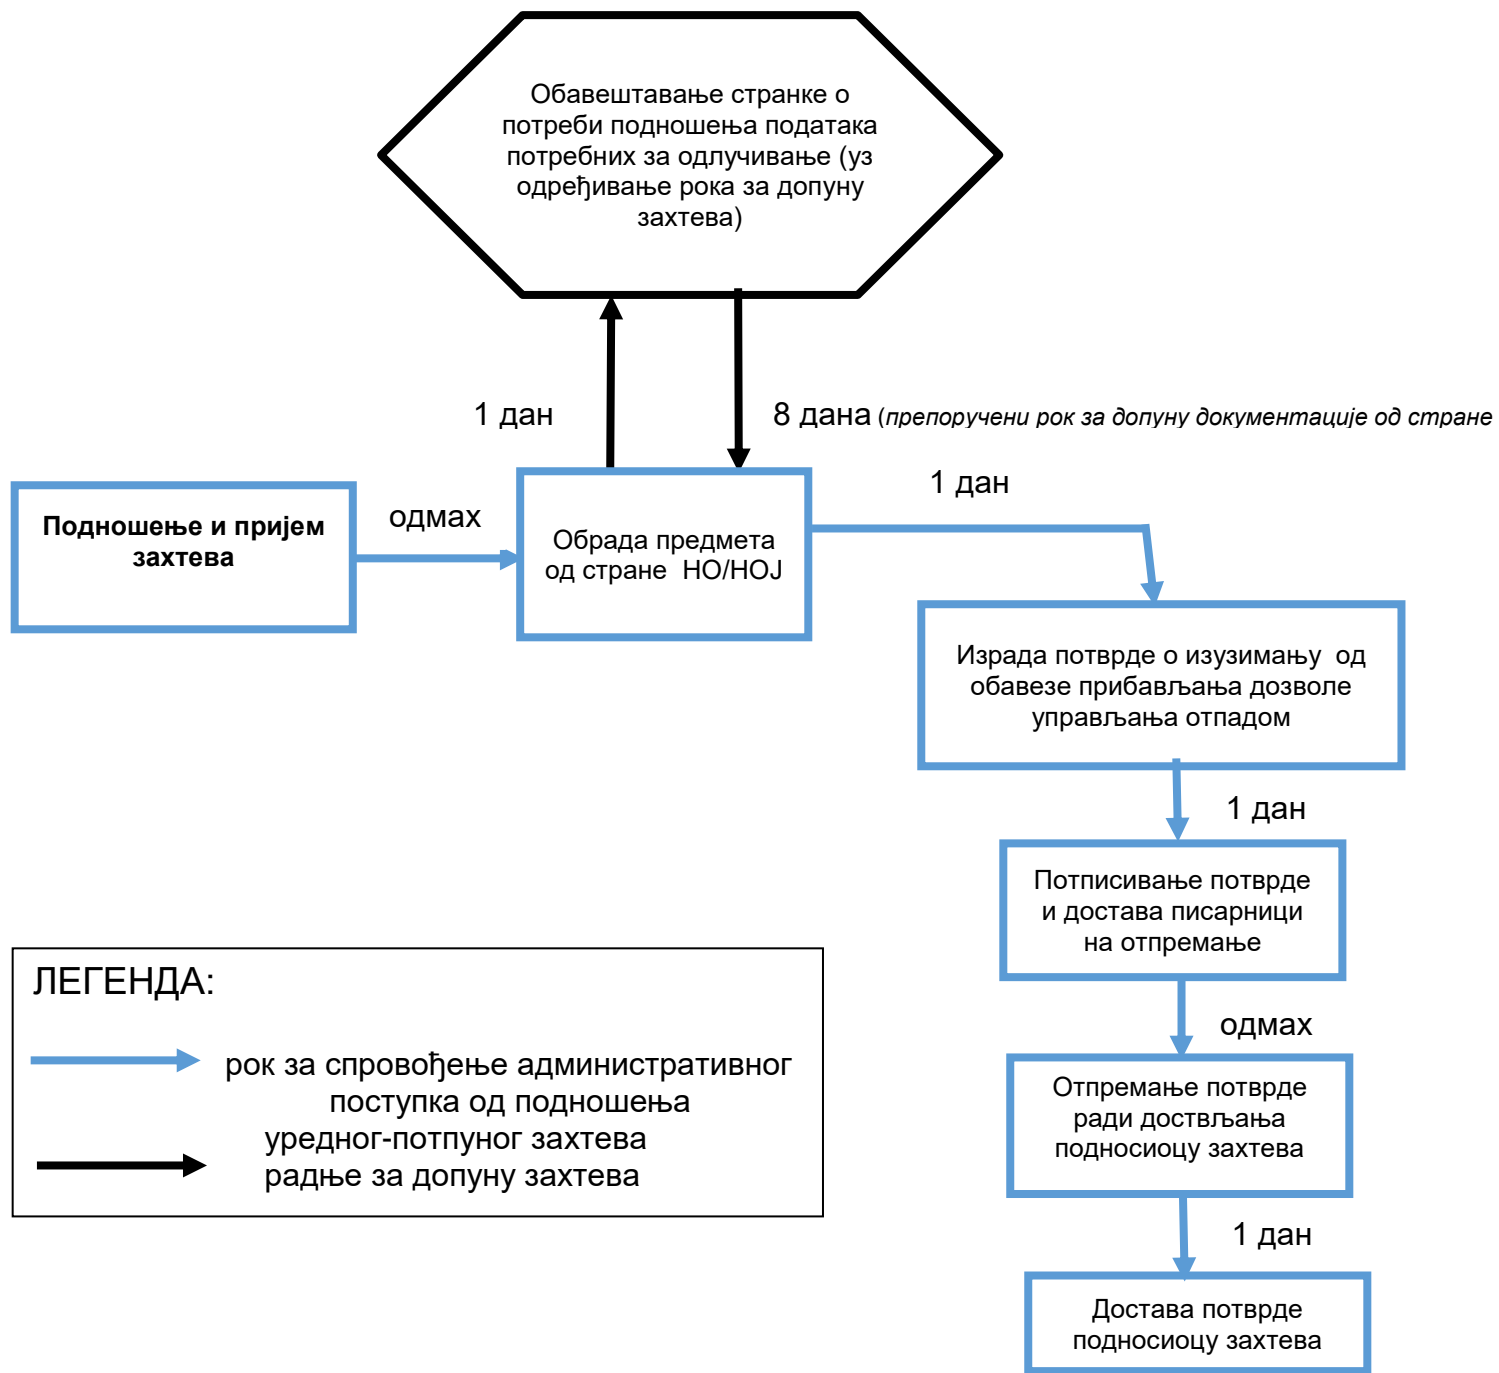 Обавештавање странке о
потреби подношења података
потребних за одлучивање (уз
одређивање рока за допуну
захтева)
1 дан
8 дана (препоручени рок за допуну документације од стране
1 дан
Подношење и пријем
захтева
одмах
Обрада предмета
од стране НО/НОЈ
Израда потврде о изузимању од
обавезе прибављања дозволе
управљања отпадом
1 дан
Потписивање потврде
и достава писарници
на отпремање
одмах
Отпремање потврде
ради доствљања
подносиоцу захтева
1 дан
Достава потврде
подносиоцу захтева
ЛЕГЕНДА:
рок за спровођење административног
поступка од подношења
уредног-потпуног захтева
радње за допуну захтева